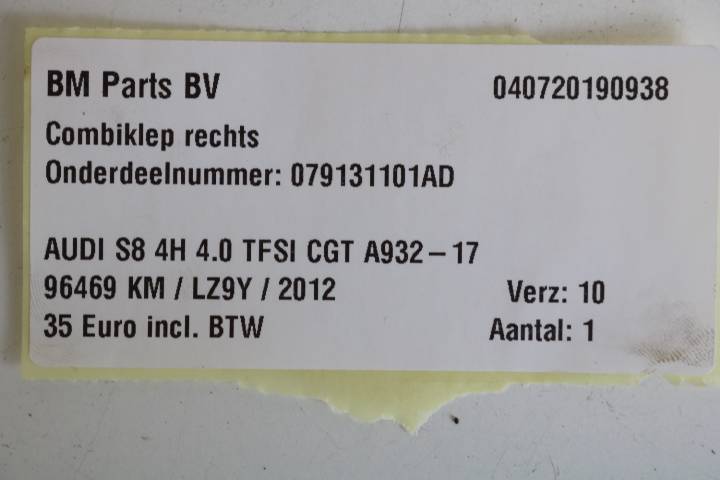 BM Parts BV 040720190938
Combiklep rechts
Onderdeelnummer: 079131101AD
AUDI S8 4H 4.0 TFSI CGT A932-17
96469 KM / LZ9Y / 2012 Verz: 10
35 Euro incl. BTW Aantal: 1